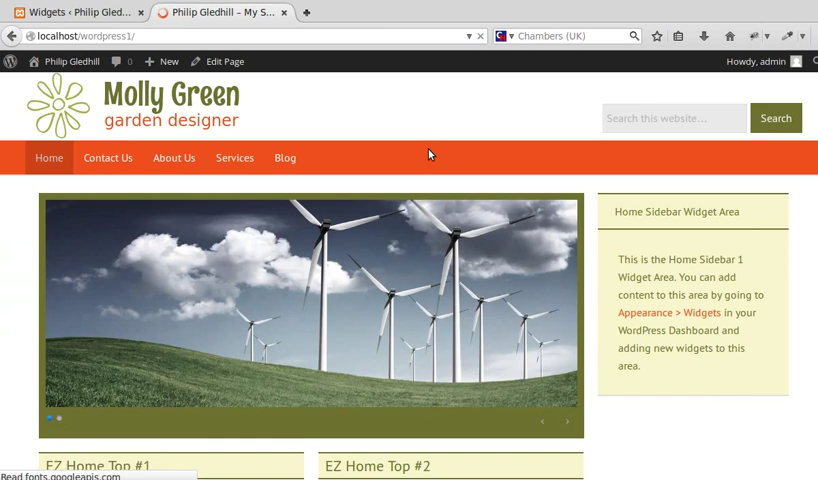 Widgets ‹ Philip Gled... × Philip Gledhill – My S... ×
localhost/wordpress1/ Chambers (UK)
Philip Gledhill 0 New Edit Page Howdy, admin
Molly Green
garden designer
Search this website… Search
Home Contact Us About Us Services Blog
Home Sidebar Widget Area
This is the Home Sidebar 1
Widget Area. You can add
content to this area by going to
Appearance > Widgets in your
WordPress Dashboard and
adding new widgets to this
area.
EZ Home Top #1 EZ Home Top #2
Read fonts.googleapis.com